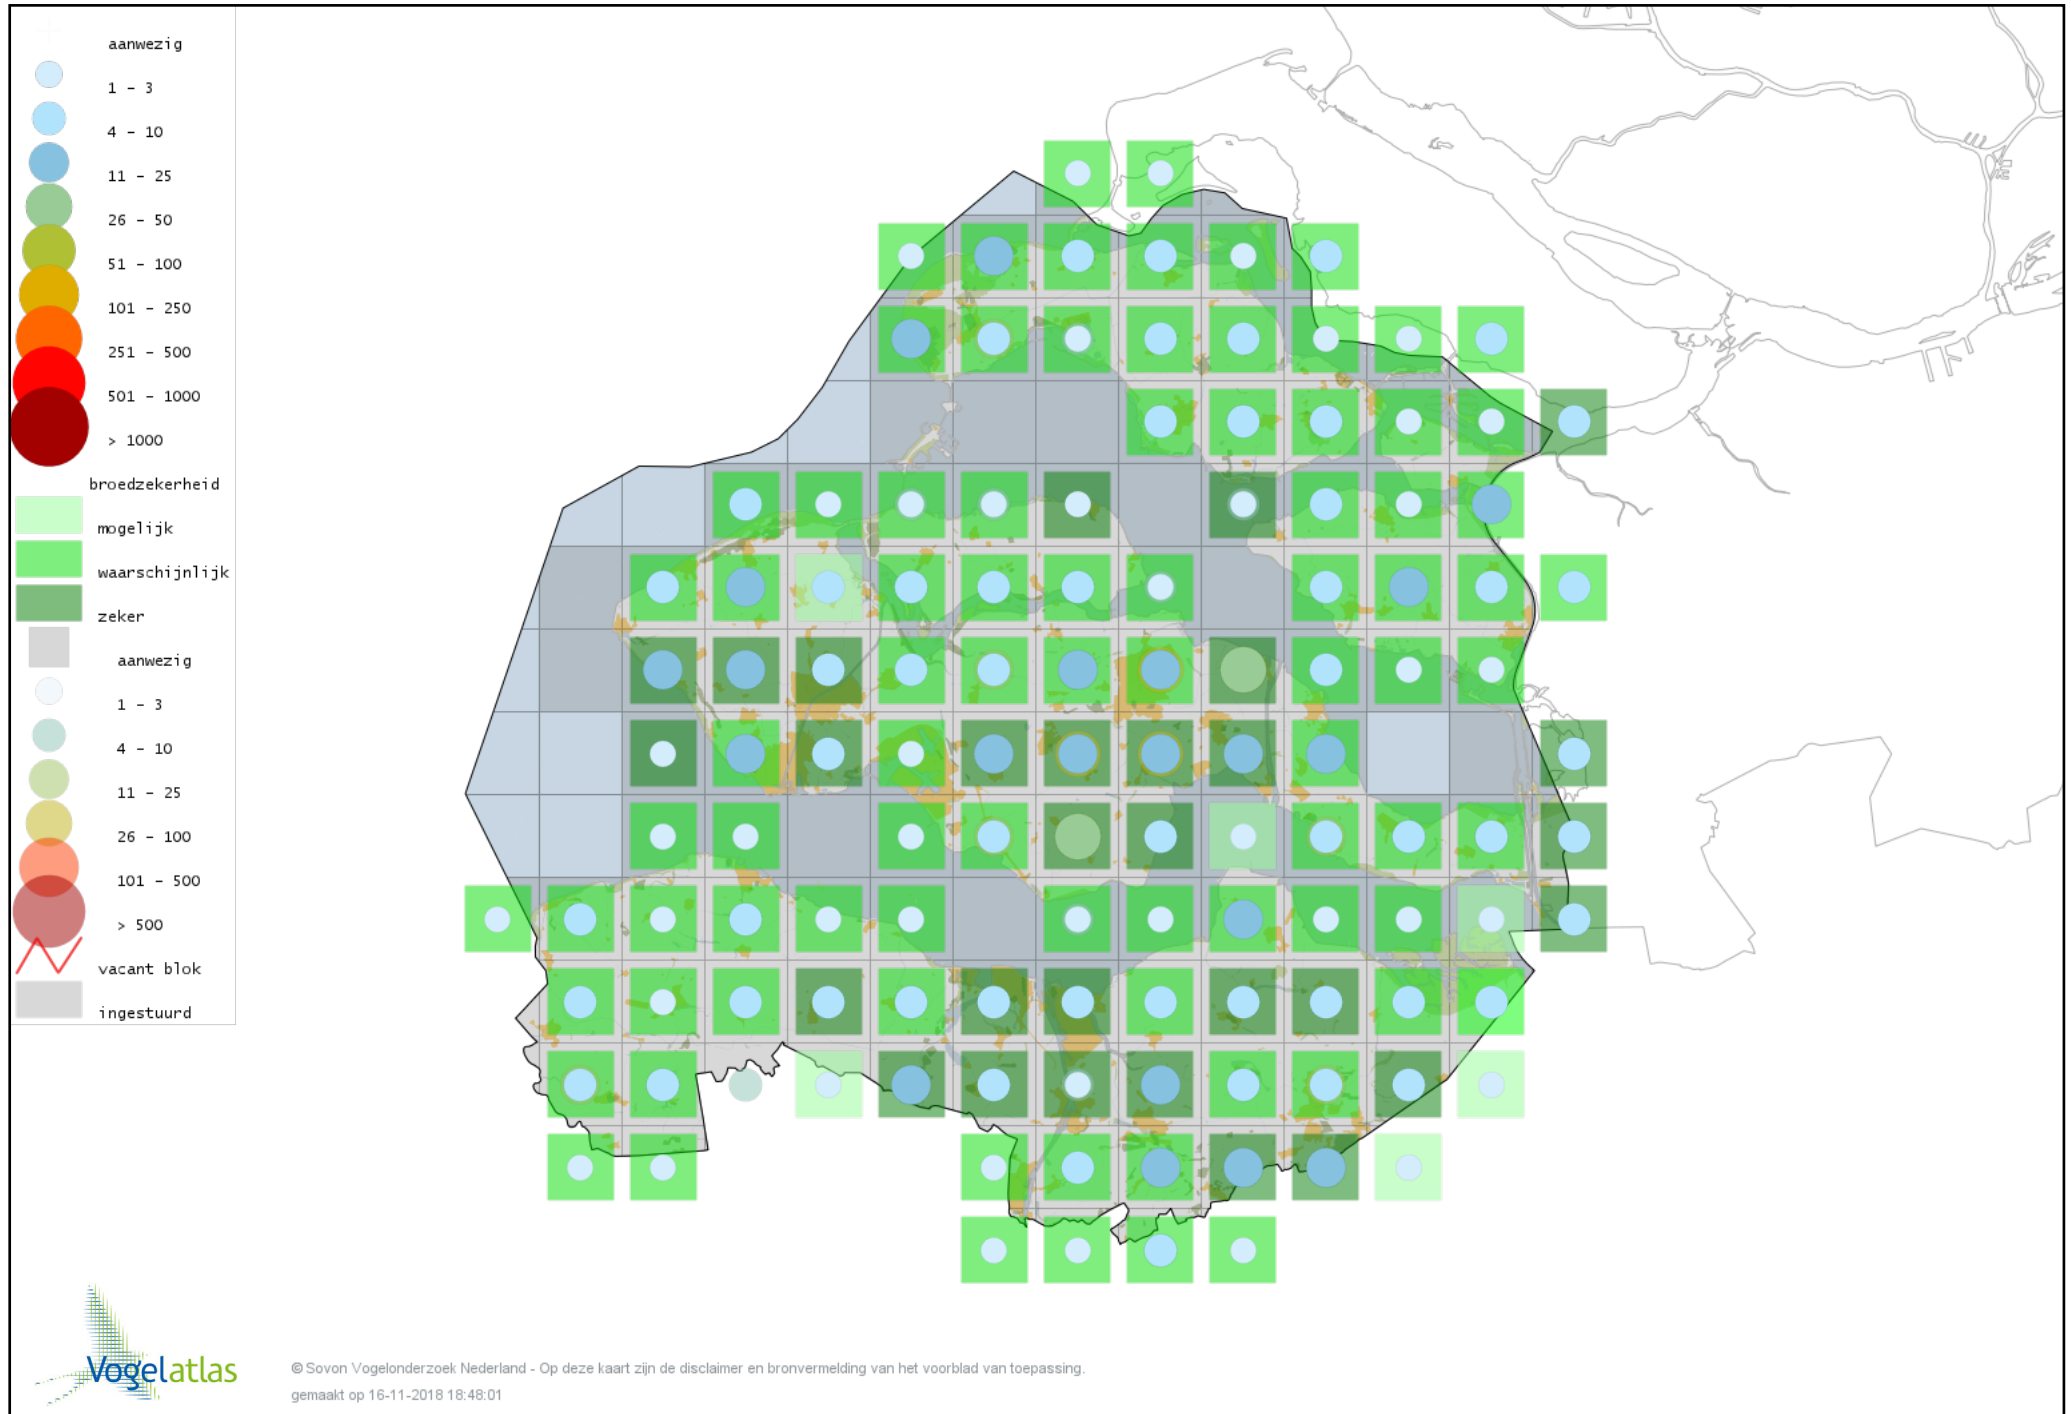 aanwezig
1 - 3
4 - 10
11 - 25
26 - 50
51 - 100
101 - 250
251 - 500
501 - 1000
> 1000
broedzekerheid
mogelijk
waarschijnlijk
zeker
aanwezig
1 - 3
4 - 10
11 - 25
26 - 100
101 - 500
> 500
vacant blok
ingestuurd
Vogelatlas
© Sovon Vogelonderzoek Nederland - Op deze kaart zijn de disclaimer en bronvermelding van het voorblad van toepassing.
gemaakt op 16-11-2018 18:48:01